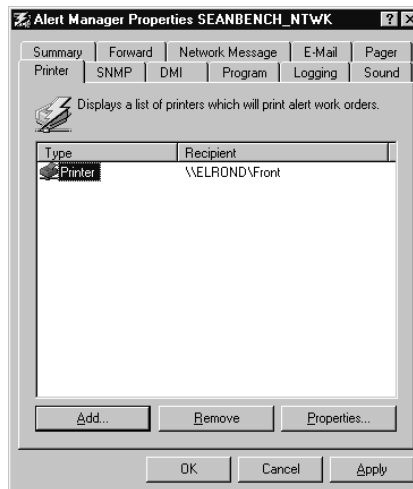 Alert Manager Properties SEANBENCH_NTWK
Summary Forward Network Message E-Mail Pager
Printer SNMP DMI Program Logging Sound
Displays a list of printers which will print alert work orders.
Type Recipient
Printer \\ELROND\Front
Add... Remove Properties...
OK Cancel Apply